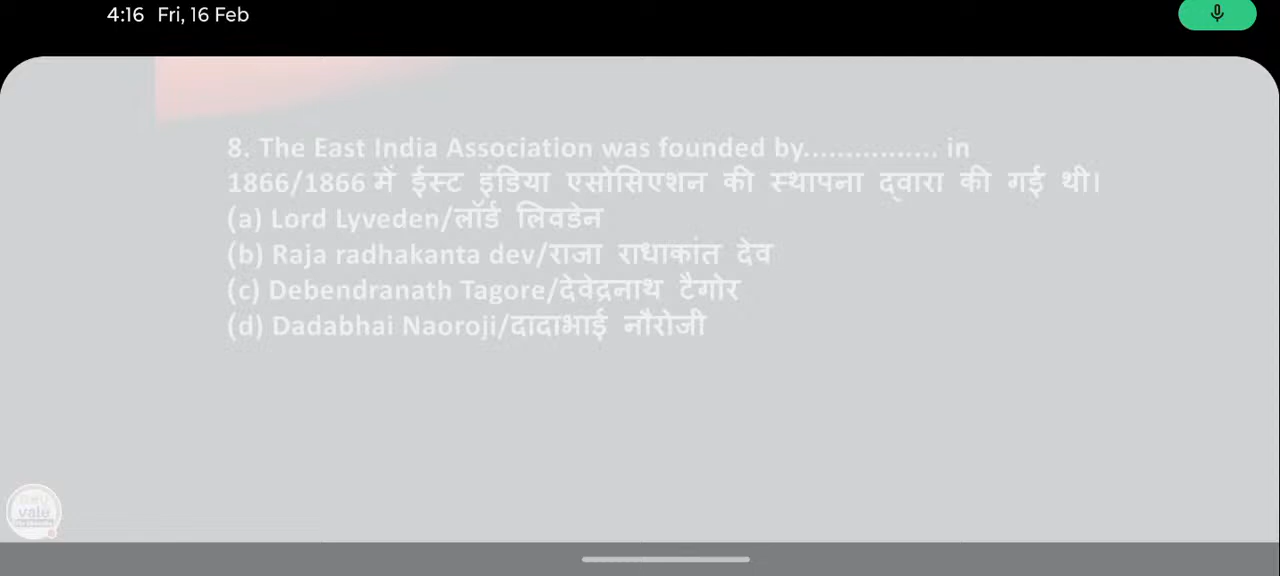 4:16 Fri, 16 Feb
8. The East India Association was founded by................ in
1866/1866 में ईस्ट इंडिया एसोसिएशन की स्थापना द्वारा की गई थी।
(a) Lord Lyveden/लॉर्ड लिवडेन
(b) Raja radhakanta dev/राजा राधाकांत देव
(c) Debendranath Tagore/देवेद्रनाथ टैगोर
(d) Dadabhai Naoroji/दादाभाई नौरोजी
vale